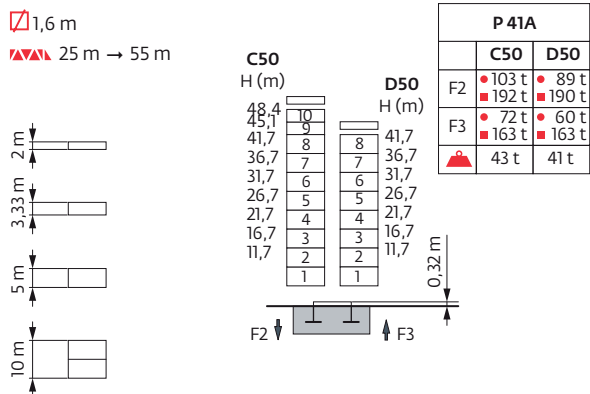 1,6 m
25 m → 55 m
P 41A
C50 D50
F2 103 t 89 t
192 t 190 t
F3 72 t 60 t
163 t 163 t
43 t 41 t
C50
H (m)
48,4
45,1
41,7
36,7
31,7
26,7
21,7
16,7
11,7
10
9
8
7
6
5
4
3
2
1
D50
H (m)
41,7
36,7
31,7
26,7
21,7
16,7
11,7
8
7
6
5
4
3
2
1
2 m
3,33 m
5 m
10 m
0,32 m
F2
F3